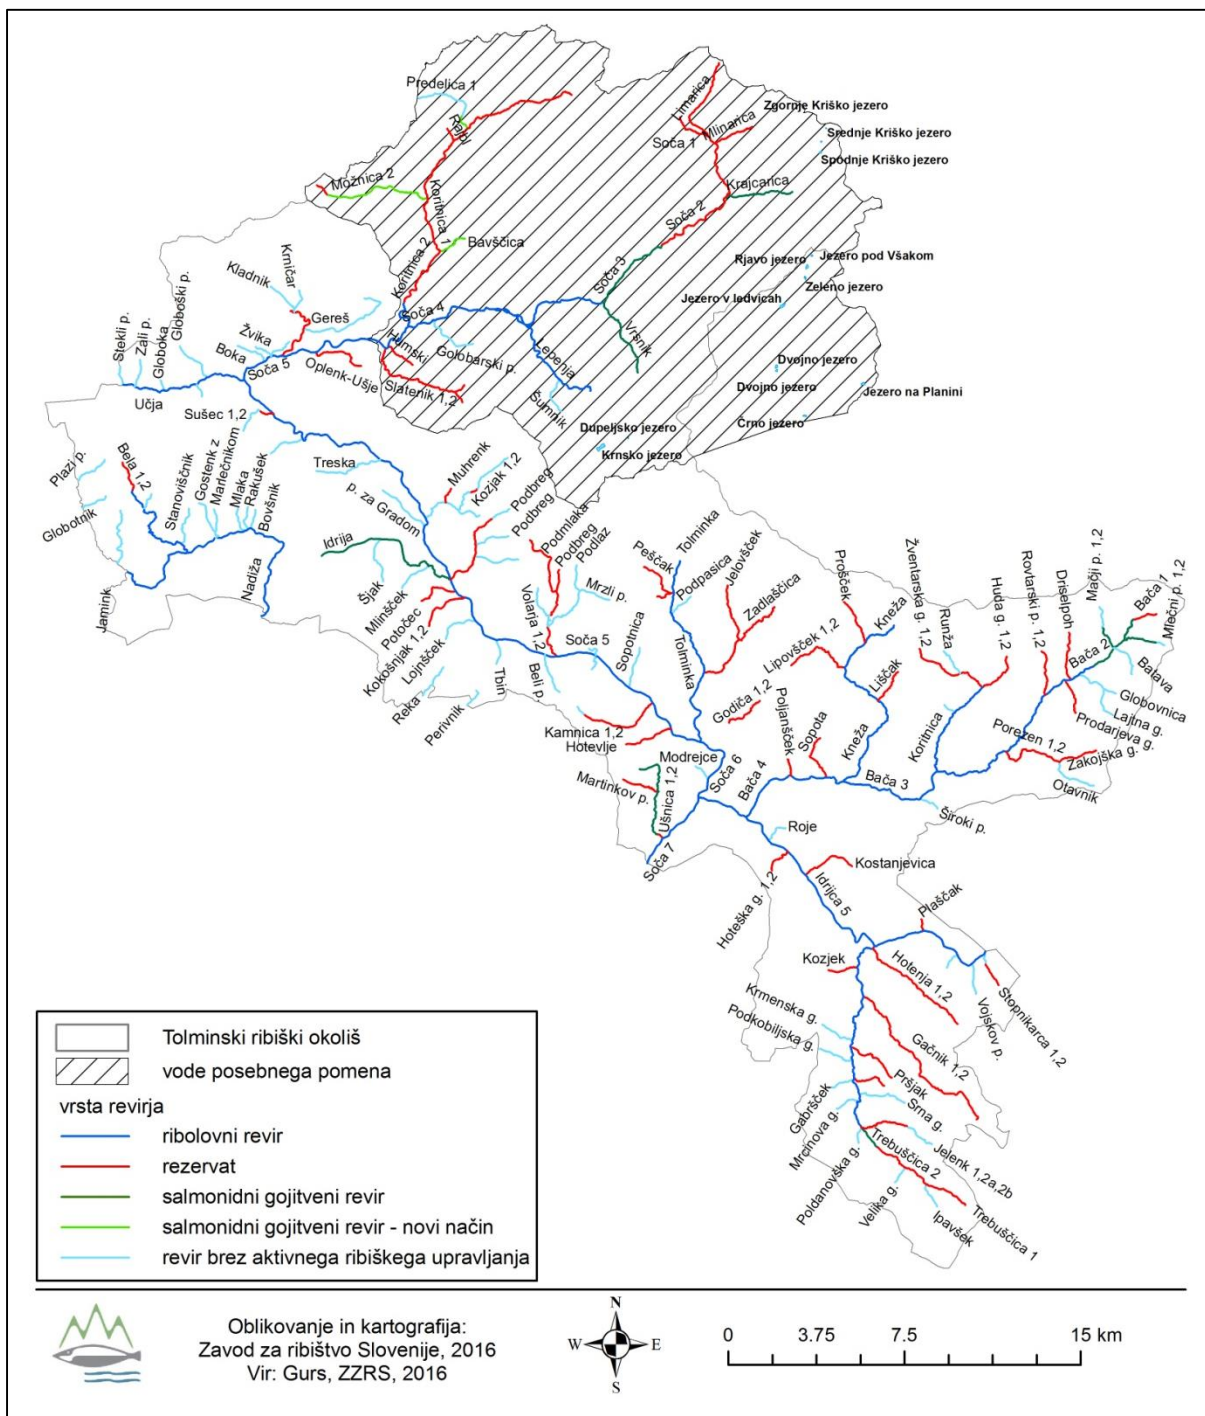 Predelica 1
Rajbl
Limarica
Zgornje Kriško jezero
Mlinarica
Srednje Kriško jezero
Soča 1
Spodnje Kriško jezero
Možnica 2
Koritnica 1
Krajcarica
Soča 2
Bavščica
Koritnica 2
Soča 3
Rjavo jezero
Jezero pod Všakom
Zeleno jezero
Jezero v ledvicah
Krničar
Kladnik
Globoški p.
Gereš
Soča 4
Vrsnik
Stekli p.
Zali p.
Globoka
Žvika
Boka
Soča 5
Humski
Golobarski p.
Lepenja
Dvojno jezero
Oplenk-Ušje
Slatenik 1,2
Dvojno jezero
Jezero na Planini
Učja
Šumnik
Sušec 1,2
Dupeljsko jezero
Črno jezero
Krnsko jezero
Plazi p.
Bela 1,2
Stanoviščnik
Gostenk z
Marlečnikom
Mlaka
Rakušek
Bovšnik
Treska
Muhrenk
Kozjak 1,2
Podbreg
Podbreg
Globotnik
p. za Gradom
Podmlaka
Podbreg
Podlaz
Idrija
Nadiža
Jamink
Šjak
Mlinšček
Potočec
Kokošnjak 1,2
Lojnšček
Reka
Perivnik
Tbin
Volarja 1,2
Mrzli p.
Beli p.
Soča 5
Sopotnica
Peščak
Tolminka
Podpasica
Jelovšček
Zadlaščica
Tolminka
Prošček
Kneža
Lipovšček 1,2
Liščak
Žventarska g. 1,2
Runža
Huda g. 1,2
Rovtarski p. 1,2
Driselpoh
Mačji p. 1,2
Bača 1
Mlečni p. 1,2
Bača 2
Batava
Globovnica
Lajtna g.
Prodarjeva g.
Godiča 1,2
Poljanšček
Sopota
Kneža
Koritnica
Porezen 1,2
Zakojška g.
Otavnik
Kamnica 1,2
Hotevlje
Modrejce
Martinkov p.
Ušnica 1,2
Soča 6
Bača 4
Bača 3
Široki p.
Soča 7
Roje
Kostanjevica
Hoteška g. 1,2
Idrijca 5
Plaščak
Kozjek
Hotenja 1,2
Vojskov p.
Stopnikarca 1,2
Krmenska g.
Podkobiljska g.
Gačnik 1,2
Pršjak
Gabršček
Srna g.
Mrcinova g.
Jelenk 1,2a,2b
Trebuščica 2
Poldanovška g.
Velika g.
Ipavšek
Trebuščica 1
Tolminski ribiški okoliš
vode posebnega pomena
vrsta revirja
ribolovni revir
rezervat
salmonidni gojitveni revir
salmonidni gojitveni revir - novi način
revir brez aktivnega ribiškega upravljanja
Oblikovanje in kartografija:
Zavod za ribištvo Slovenije, 2016
Vir: Gurs, ZZRS, 2016
N
W E
S
0 3.75 7.5 15 km